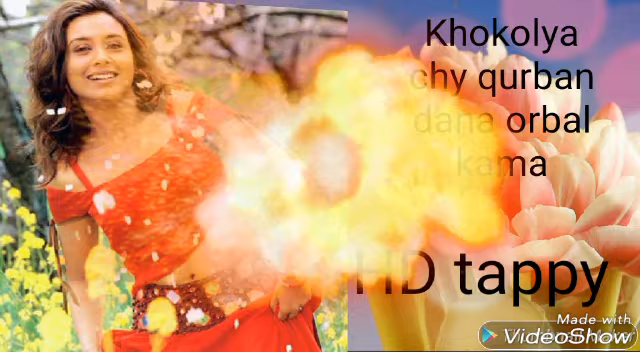 Khokolya
chy qurban
dana orbal
kama
HD tappy
Made with
VideoShow